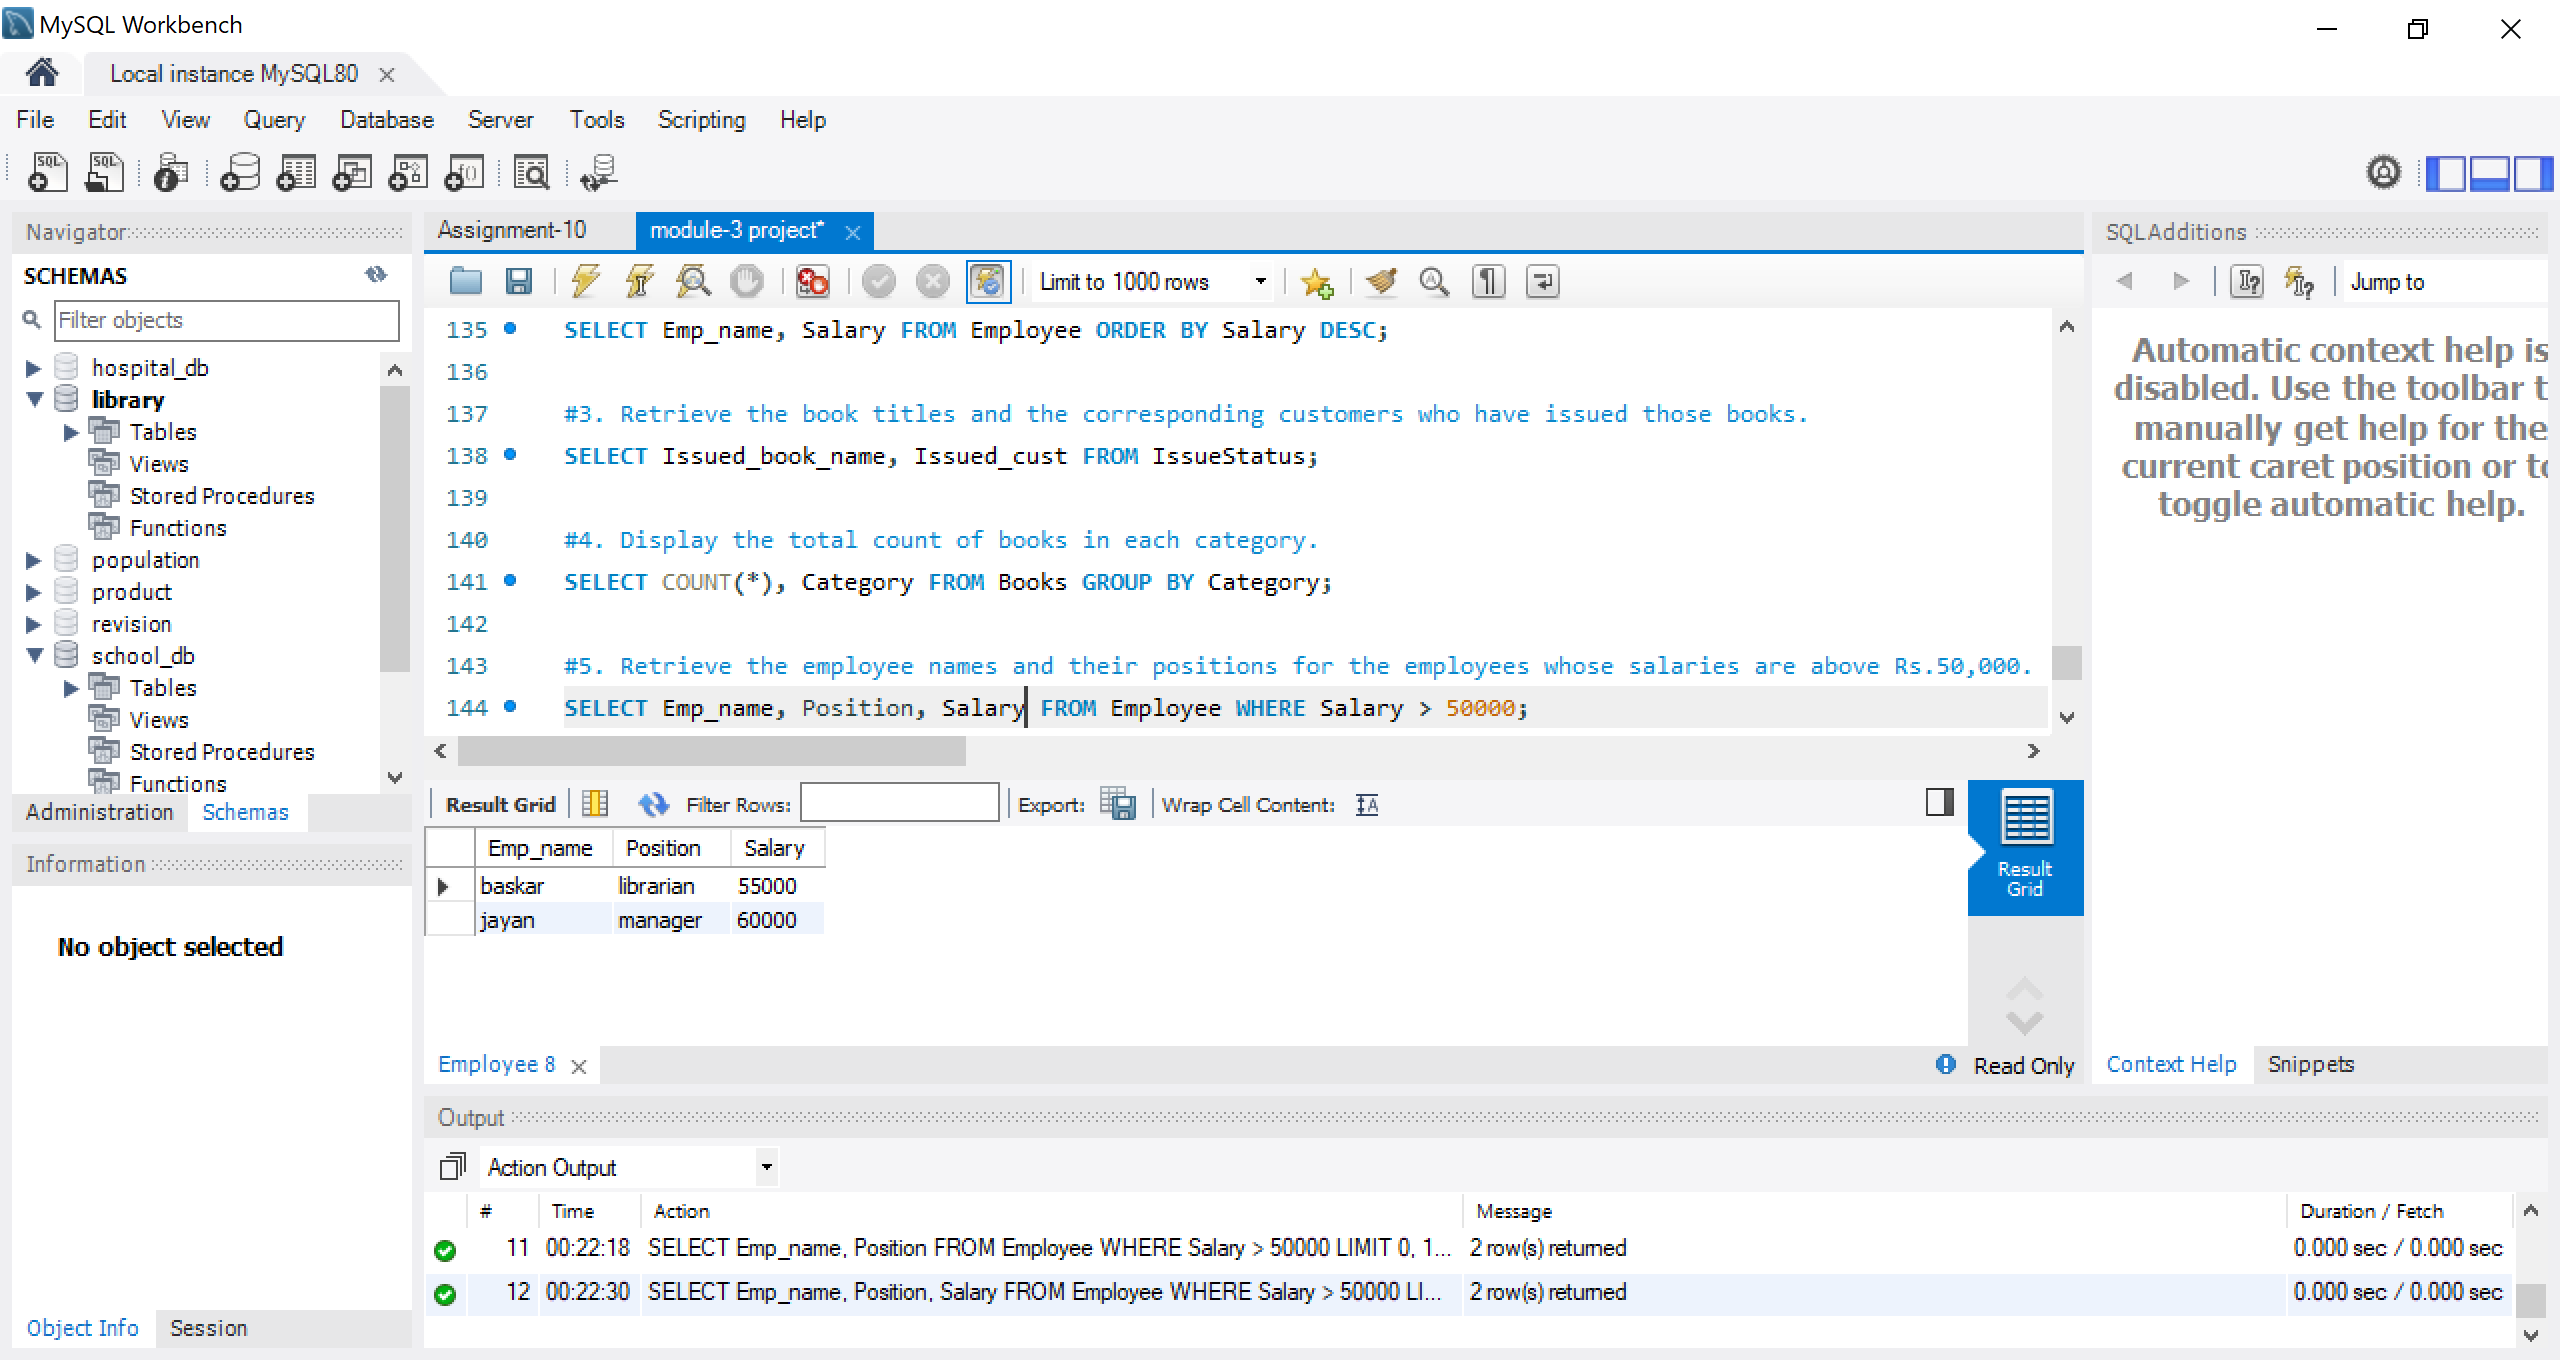 MySQL Workbench
Local instance MySQL80
File Edit View Query Database Server Tools Scripting Help
Navigator
SCHEMAS
Filter objects
hospital_db
library
Tables
Views
Stored Procedures
Functions
population
product
revision
school_db
Tables
Views
Stored Procedures
Functions
Administration Schemas
Information
No object selected
Object Info Session
Assignment-10 module-3 project*
Limit to 1000 rows
135 SELECT Emp_name, Salary FROM Employee ORDER BY Salary DESC;
136
137 #3. Retrieve the book titles and the corresponding customers who have issued those books.
138 SELECT Issued_book_name, Issued_cust FROM IssueStatus;
139
140 #4. Display the total count of books in each category.
141 SELECT COUNT(*), Category FROM Books GROUP BY Category;
142
143 #5. Retrieve the employee names and their positions for the employees whose salaries are above Rs.50,000.
144 SELECT Emp_name, Position, Salary FROM Employee WHERE Salary > 50000;
Result Grid Filter Rows: Export: Wrap Cell Content:
Emp_name Position Salary
baskar librarian 55000
jayan manager 60000
Result
Grid
Employee 8 Read Only
SQLAdditions
Jump to
Automatic context help is
disabled. Use the toolbar t
manually get help for the
current caret position or to
toggle automatic help.
Context Help Snippets
Output
Action Output
# Time Action Message Duration / Fetch
11 00:22:18 SELECT Emp_name, Position FROM Employee WHERE Salary > 50000 LIMIT 0, 1... 2 row(s) returned 0.000 sec / 0.000 sec
12 00:22:30 SELECT Emp_name, Position, Salary FROM Employee WHERE Salary > 50000 LI... 2 row(s) returned 0.000 sec / 0.000 sec